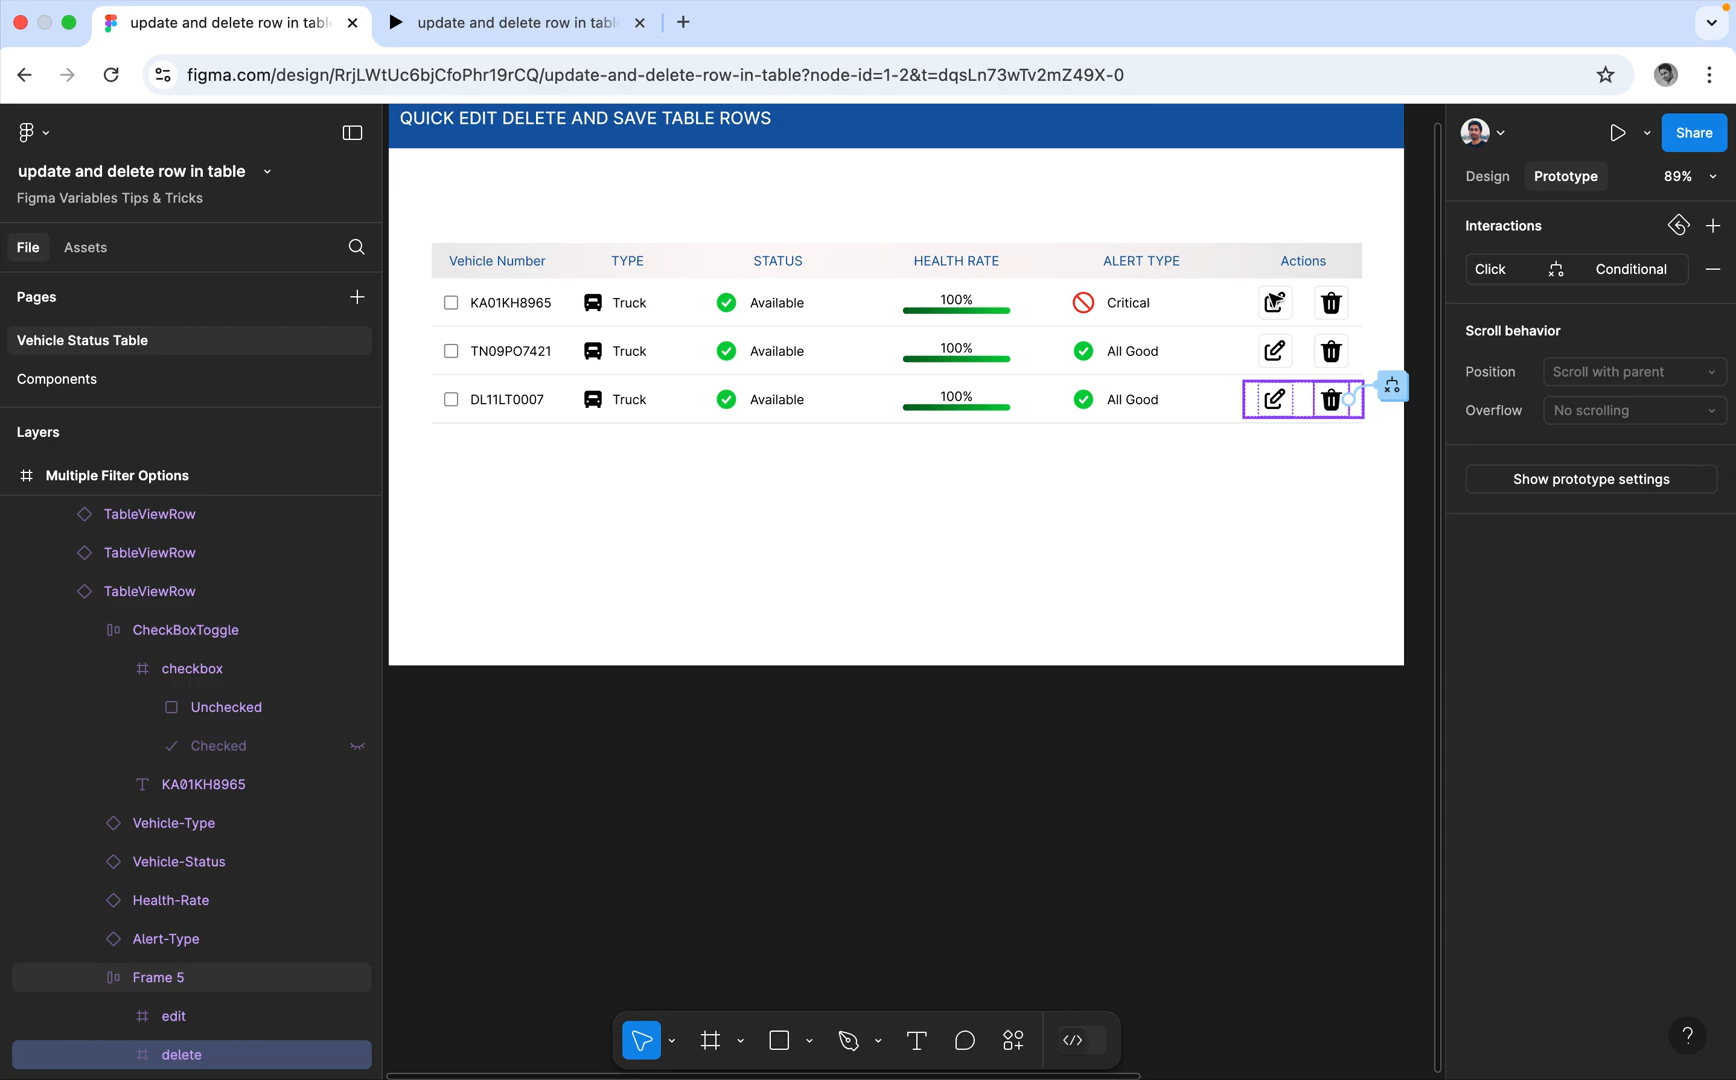 update and delete row in tabl
update and delete row in tabl
figma.com/design/RrjLWtUc6bjCfoPhr19rCQ/update-and-delete-row-in-table?node-id=1-2&t=dqsLn73wTv2mZ49X-0
update and delete row in table
Figma Variables Tips & Tricks
File Assets
Pages
Vehicle Status Table
Components
Layers
Multiple Filter Options
TableViewRow
TableViewRow
TableViewRow
CheckBoxToggle
checkbox
Unchecked
Checked
KA01KH8965
Vehicle-Type
Vehicle-Status
Health-Rate
Alert-Type
Frame 5
edit
delete
QUICK EDIT DELETE AND SAVE TABLE ROWS
Vehicle Number TYPE STATUS HEALTH RATE ALERT TYPE Actions
KA01KH8965 Truck Available 100% Critical
TN09PO7421 Truck Available 100% All Good
DL11LT0007 Truck Available 100% All Good
Share
Design Prototype 89%
Interactions
Click Conditional
Scroll behavior
Position Scroll with parent
Overflow No scrolling
Show prototype settings
?